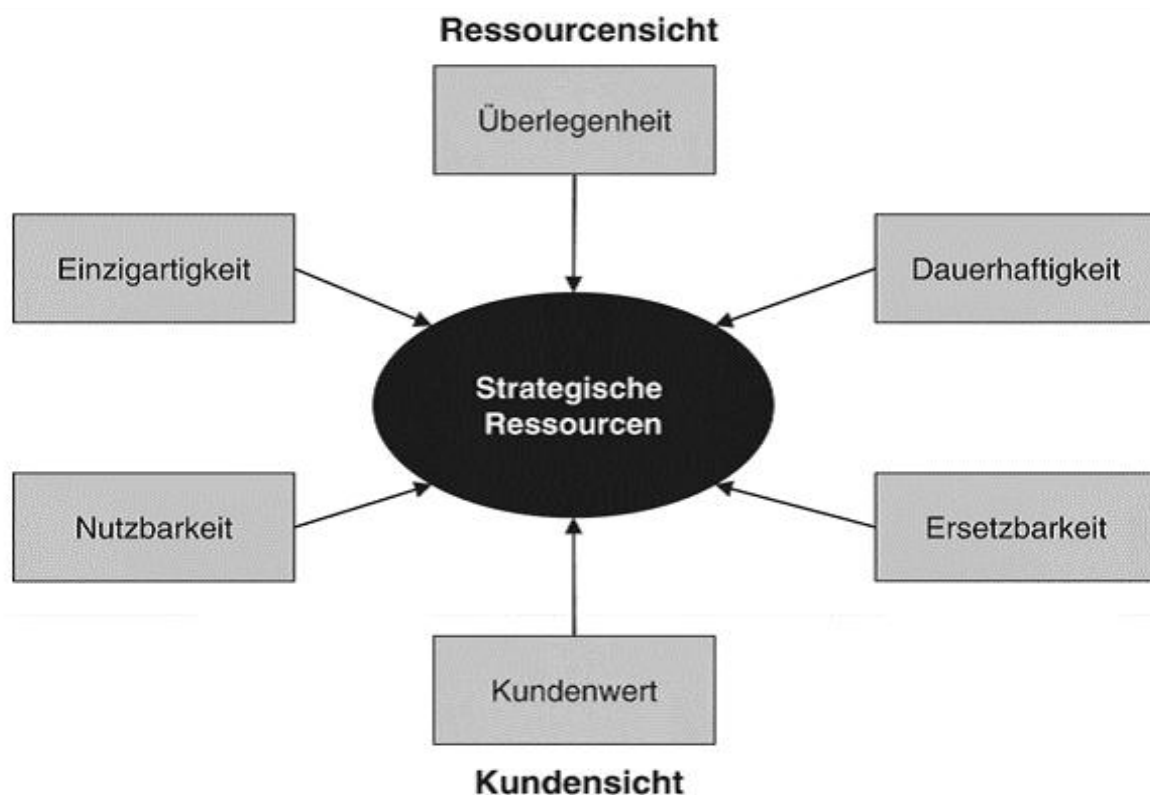 Ressourcensicht
Überlegenheit
Einzigartigkeit
Dauerhaftigkeit
Strategische
Ressourcen
Nutzbarkeit
Ersetzbarkeit
Kundenwert
Kundensicht